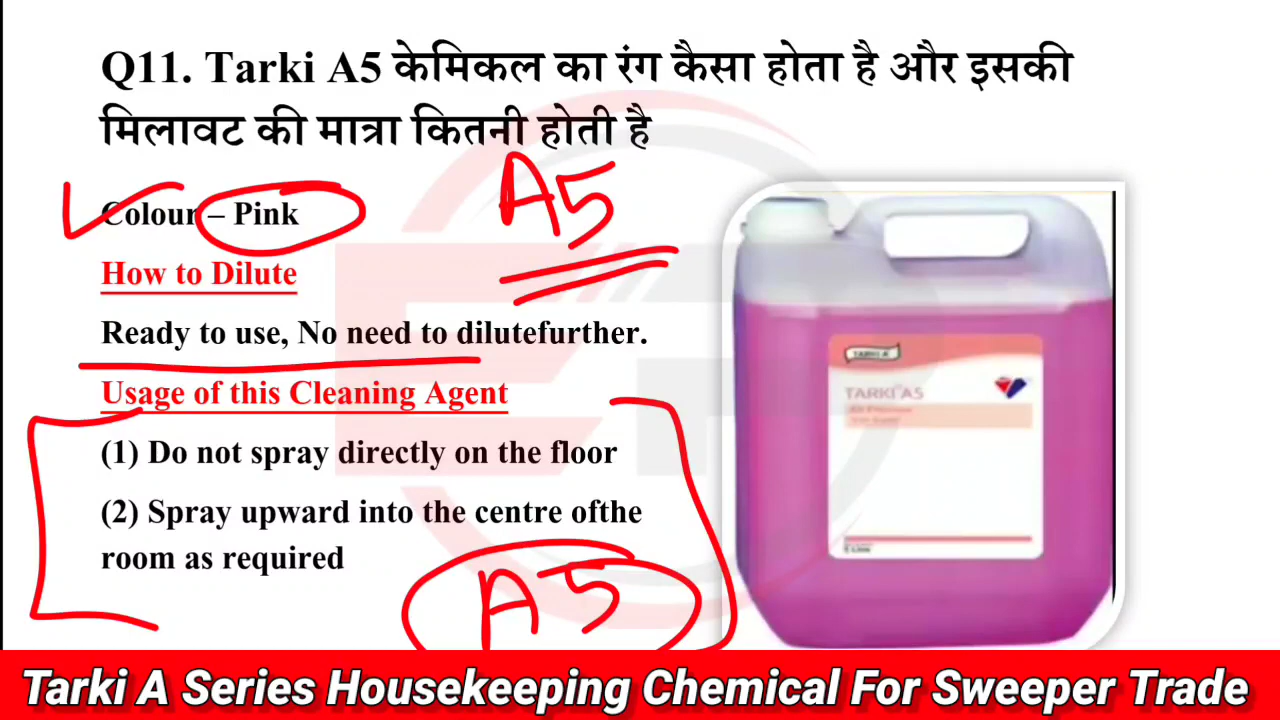 Q11. Tarki A5 केमिकल का रंग कैसा होता है और इसकी
मिलावट की मात्रा कितनी होती है
A5
Colour – Pink
How to Dilute
Ready to use, No need to dilutefurther.
Usage of this Cleaning Agent
(1) Do not spray directly on the floor
(2) Spray upward into the centre ofthe
room as required
A5
TARKI A
TARKI A5
Tarki A Series Housekeeping Chemical For Sweeper Trade